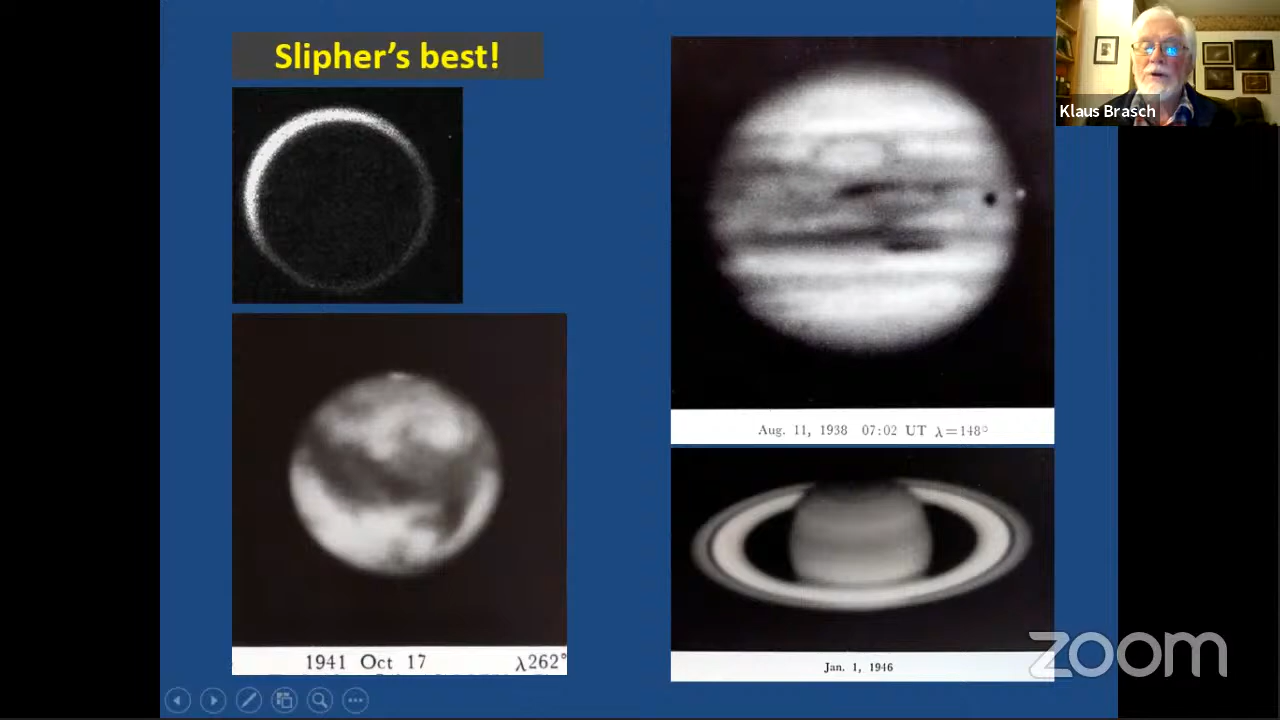 Slipher's best!
Klaus Brasch
Aug. 11, 1938 07:02 UT λ=148°
1941 Oct 17 λ262°
Jan. 1, 1946
zoom